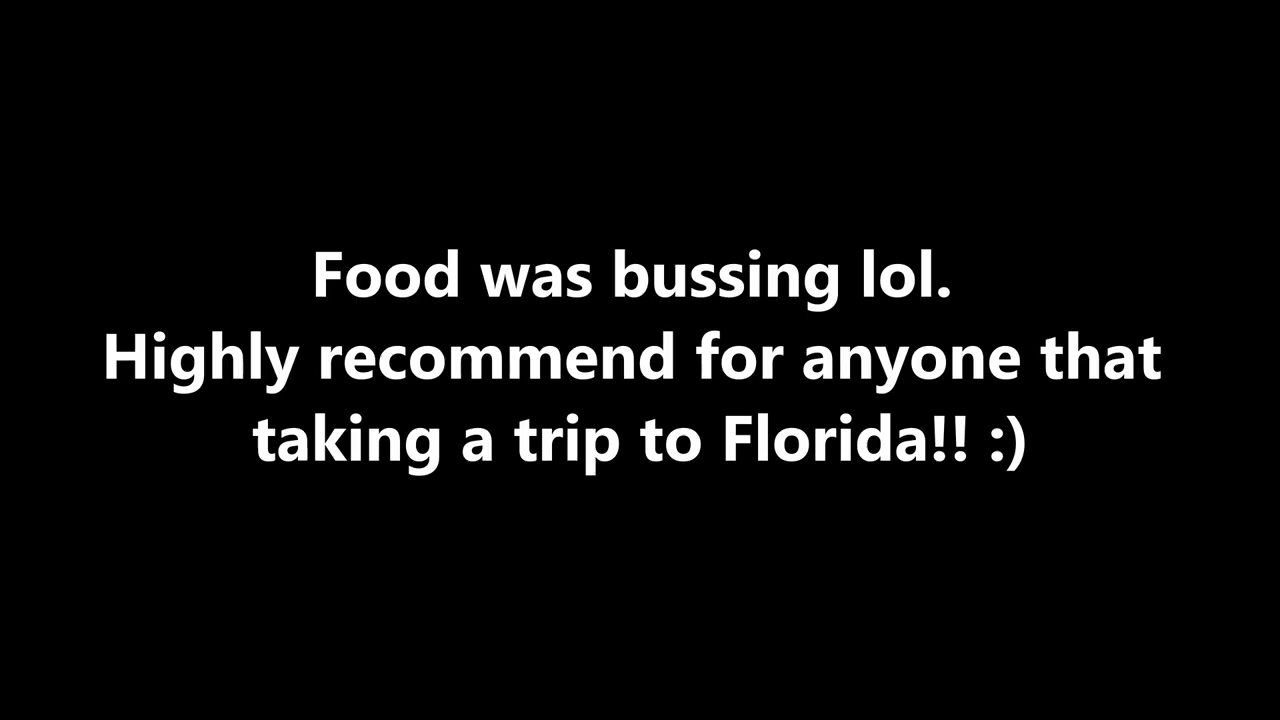 Food was bussing lol.
Highly recommend for anyone that
taking a trip to Florida!! :)